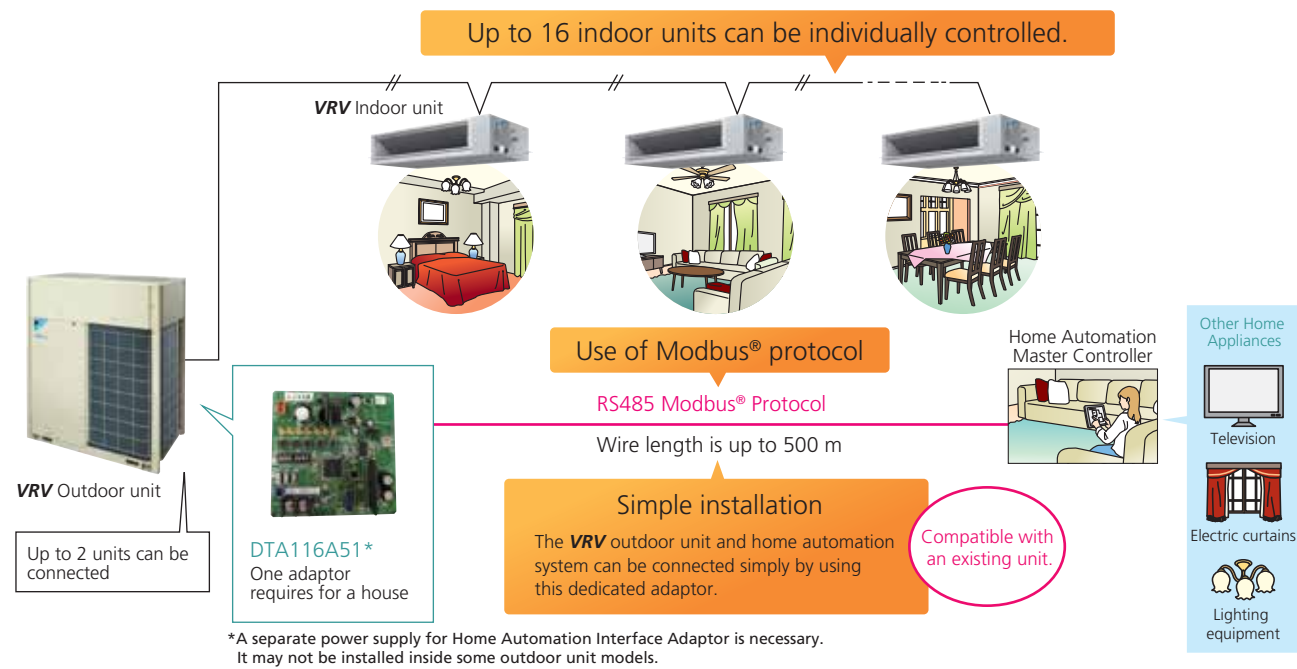 Up to 16 indoor units can be individually controlled.
VRV Indoor unit
VRV Outdoor unit
Up to 2 units can be
connected
DTA116A51*
One adaptor
requires for a house
Use of Modbus® protocol
RS485 Modbus® Protocol
Wire length is up to 500 m
Simple installation
The VRV outdoor unit and home automation
system can be connected simply by using
this dedicated adaptor.
Compatible with
an existing unit.
Home Automation
Master Controller
Other Home
Appliances
Television
Electric curtains
Lighting
equipment
*A separate power supply for Home Automation Interface Adaptor is necessary.
It may not be installed inside some outdoor unit models.